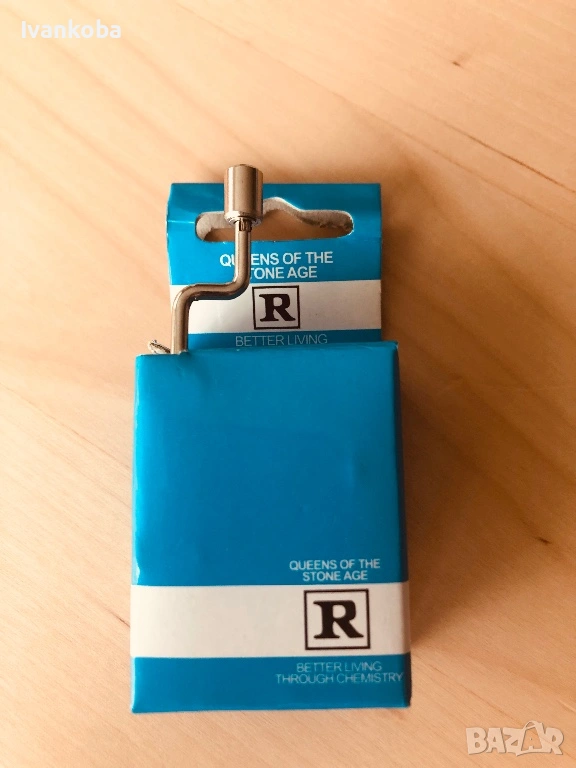 Ivankoba
QUEENS OF THE
STONE AGE
R
BETTER LIVING
QUEENS OF THE
STONE AGE
R
BETTER LIVING
THROUGH CHEMISTRY
BAZAR